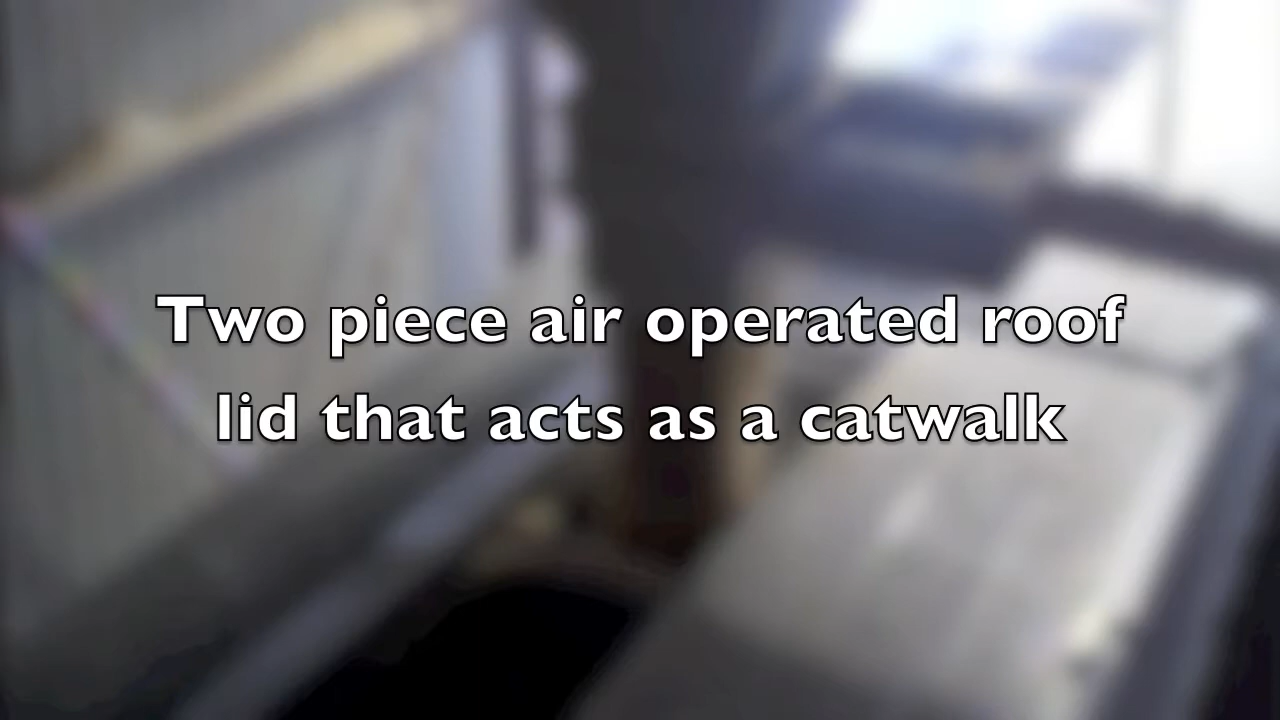 Two piece air operated roof
lid that acts as a catwalk